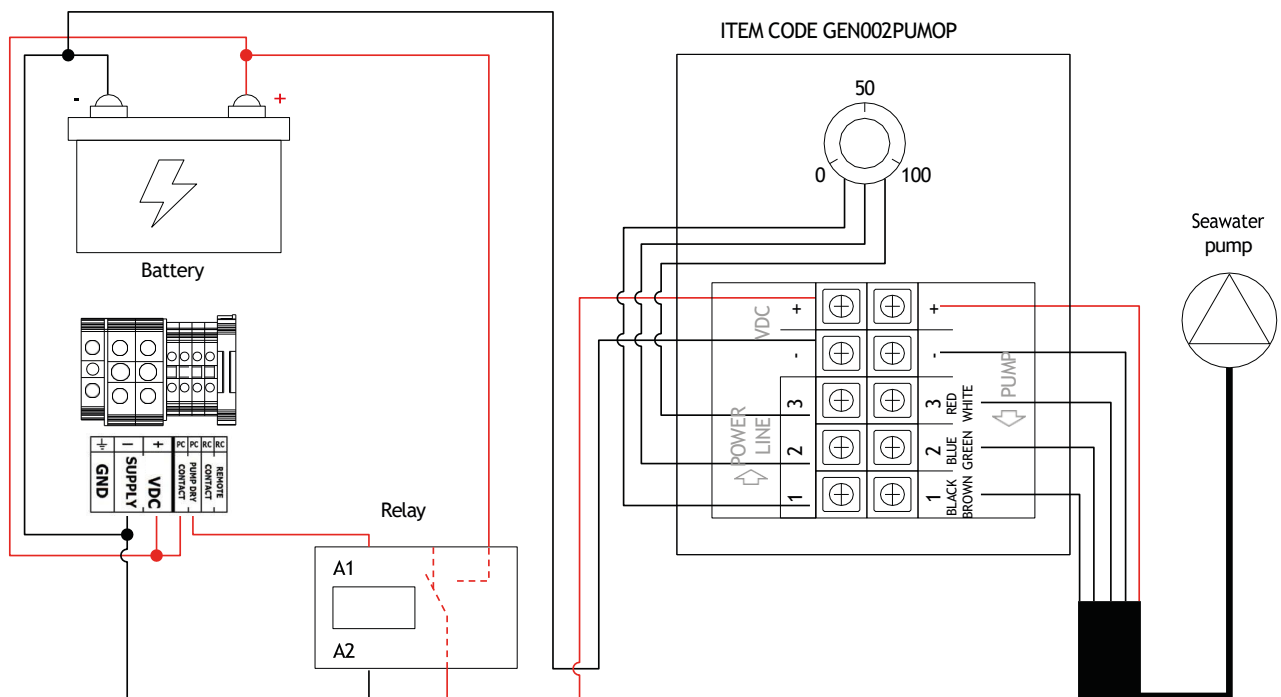 ITEM CODE GEN002PUMOP
50
0
100
-
+
Battery
Seawater
pump
+
-
VDC
3
2
1
POWER
LINE
+
-
3
RED
WHITE
2
BLUE
GREEN
1
BLACK
BROWN
PUMP
GND
-
SUPPLY
+
VDC
PC
PC
PUMP DRY
CONTACT
RC
RC
REMOTE
CONTACT
Relay
A1
A2